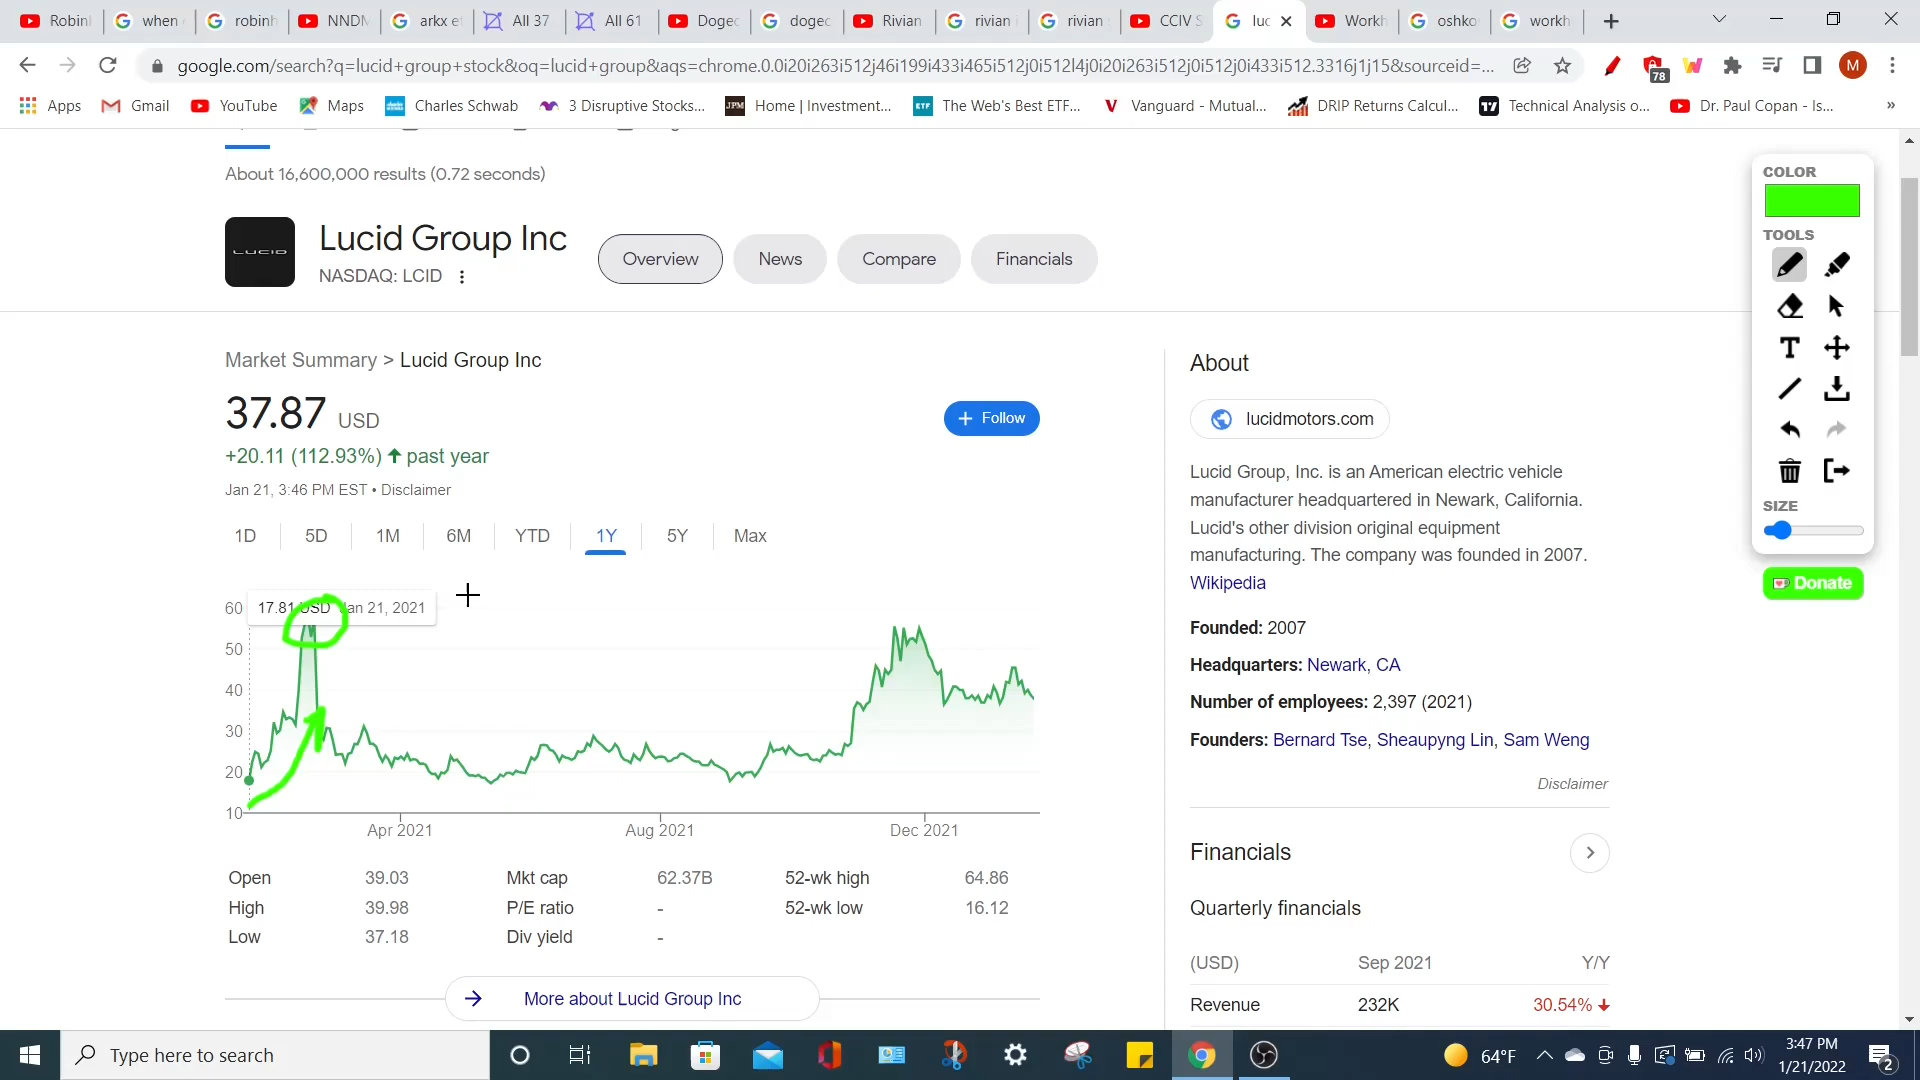 Robinl
when
robinh
NNDM
arkx et
All 37
All 61
Dogec
dogec
Rivian
rivian
rivian
CCIV S
luc
Workh
oshko
workh
google.com/search?q=lucid+group+stock&oq=lucid+group&aqs=chrome.0.0i20i263i512j46i199i433i465i512j0i512l4j0i20i263i512j0i512j0i433i512.3316j1j15&sourceid=...
78
M
Apps
Gmail
YouTube
Maps
Charles Schwab
3 Disruptive Stocks...
JPM
Home | Investment...
ETF
The Web's Best ETF...
V
Vanguard - Mutual...
DRIP Returns Calcul...
Technical Analysis o...
Dr. Paul Copan - Is...
»
About 16,600,000 results (0.72 seconds)
LUCID
Lucid Group Inc
NASDAQ: LCID
Overview
News
Compare
Financials
Market Summary > Lucid Group Inc
37.87 USD
+20.11 (112.93%) past year
Jan 21, 3:46 PM EST • Disclaimer
+ Follow
1D
5D
1M
6M
YTD
1Y
5Y
Max
17.81 USD Jan 21, 2021
60
50
40
30
20
10
Apr 2021
Aug 2021
Dec 2021
Open 39.03 Mkt cap 62.37B 52-wk high 64.86
High 39.98 P/E ratio - 52-wk low 16.12
Low 37.18 Div yield -
More about Lucid Group Inc
About
lucidmotors.com
Lucid Group, Inc. is an American electric vehicle
manufacturer headquartered in Newark, California.
Lucid's other division original equipment
manufacturing. The company was founded in 2007.
Wikipedia
Founded: 2007
Headquarters: Newark, CA
Number of employees: 2,397 (2021)
Founders: Bernard Tse, Sheaupyng Lin, Sam Weng
Disclaimer
Financials
Quarterly financials
(USD) Sep 2021 Y/Y
Revenue 232K 30.54%
COLOR
TOOLS
T
SIZE
Donate
Type here to search
64°F
3:47 PM
1/21/2022
2